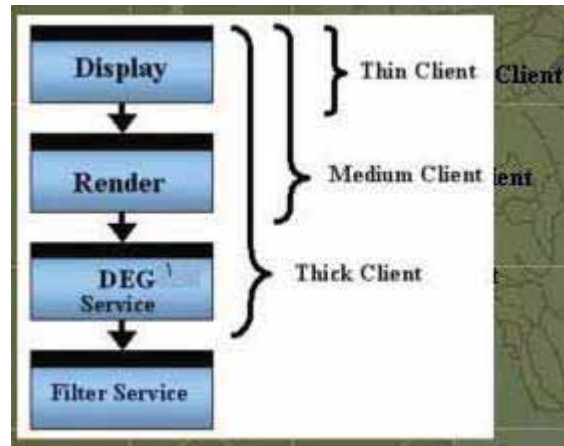 Display
Thin Client
Client
Render
Medium Client
ient
DEG
Service
Thick Client
t
Filter Service